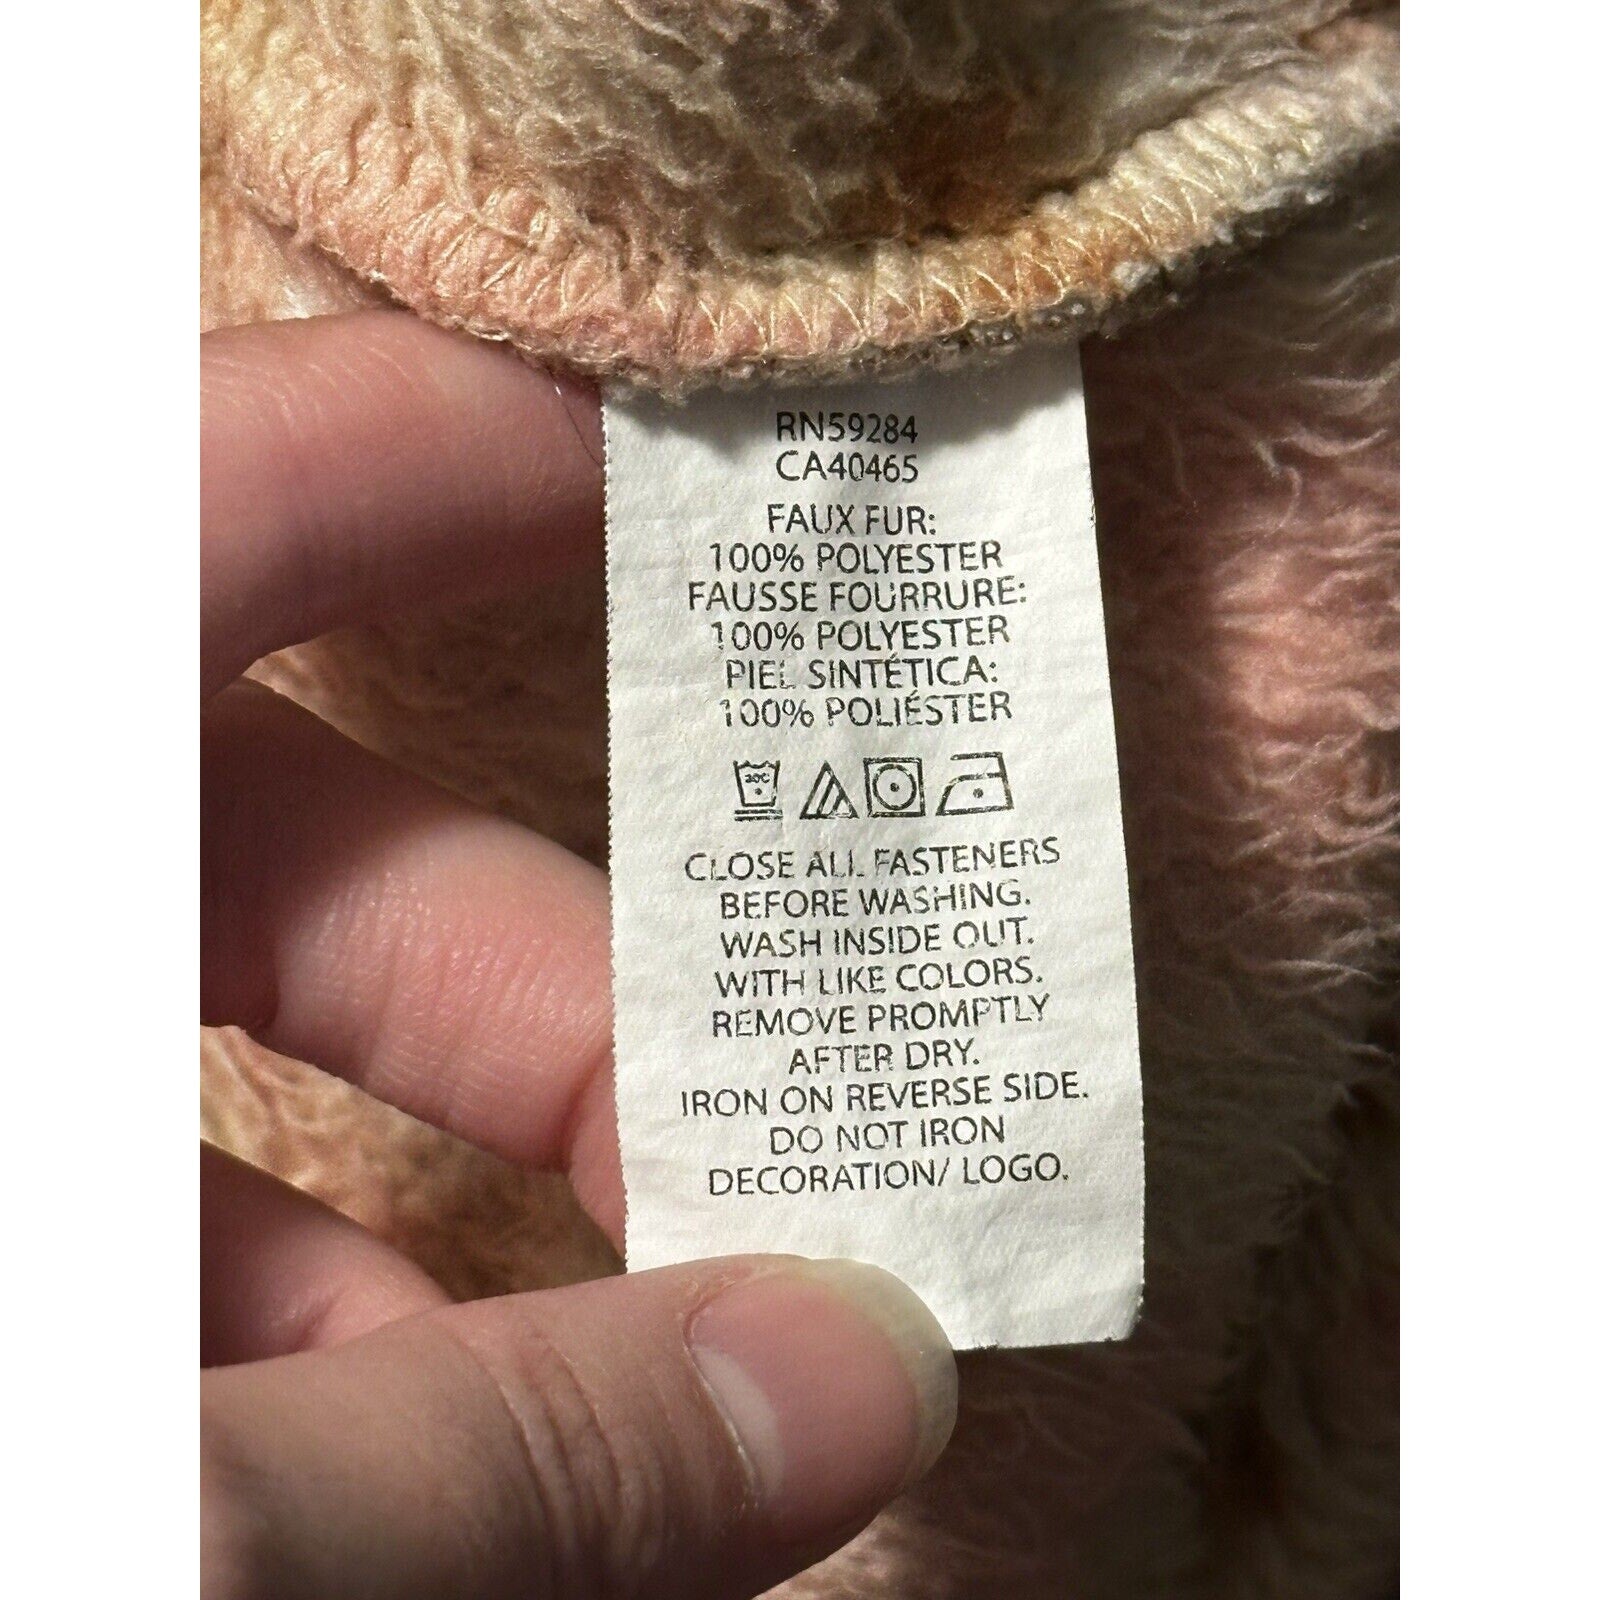 RN59284
CA40465
FAUX FUR:
100% POLYESTER
FAUSSE FOURRURE:
100% POLYESTER
PIEL SINTÉTICA:
100% POLIÉSTER
30C
CLOSE ALL FASTENERS
BEFORE WASHING.
WASH INSIDE OUT.
WITH LIKE COLORS.
REMOVE PROMPTLY
AFTER DRY.
IRON ON REVERSE SIDE.
DO NOT IRON
DECORATION/ LOGO.